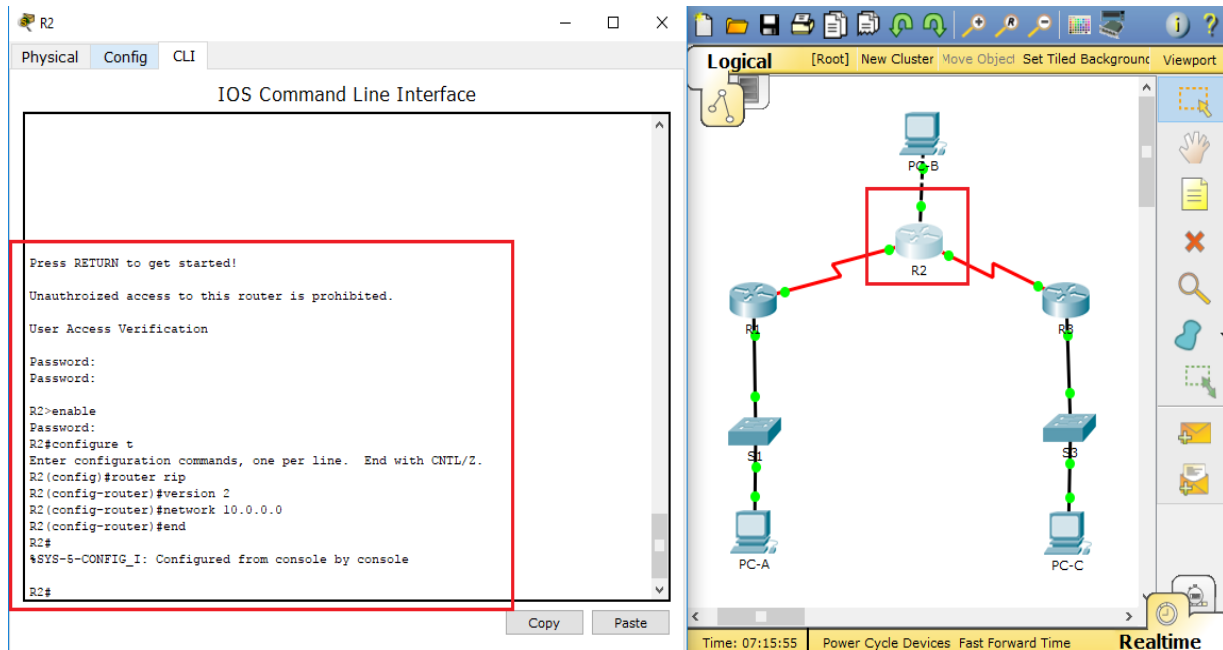 R2
Physical Config CLI
IOS Command Line Interface
Press RETURN to get started!
Unauthroized access to this router is prohibited.
User Access Verification
Password:
Password:
R2>enable
Password:
R2#configure t
Enter configuration commands, one per line.  End with CNTL/Z.
R2(config)#router rip
R2(config-router)#version 2
R2(config-router)#network 10.0.0.0
R2(config-router)#end
R2#
%SYS-5-CONFIG_I: Configured from console by console
R2#
Copy Paste
Logical [Root] New Cluster Move Object Set Tiled Background Viewport
PC-B
R2
R1
R3
S1
S3
PC-A
PC-C
Time: 07:15:55 Power Cycle Devices Fast Forward Time Realtime